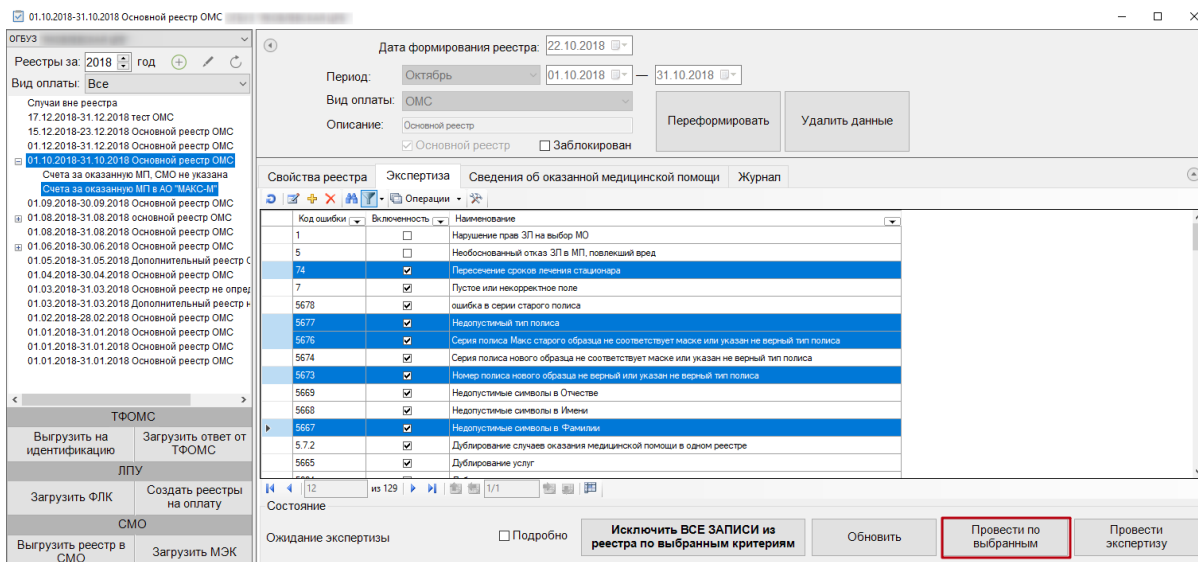 01.10.2018-31.10.2018 Основной реестр ОМС
ОГБУЗ
Реестры за: 2018 год
Вид оплаты: Все
Случаи вне реестра
17.12.2018-31.12.2018 тест ОМС
15.12.2018-23.12.2018 Основной реестр ОМС
01.12.2018-31.12.2018 Основной реестр ОМС
01.10.2018-31.10.2018 Основной реестр ОМС
Счета за оказанную МП, СМО не указана
Счета за оказанную МП в АО "МАКС-М"
01.09.2018-30.09.2018 Основной реестр ОМС
01.08.2018-31.08.2018 основной реестр ОМС
01.08.2018-31.08.2018 Основной реестр ОМС
01.06.2018-30.06.2018 Основной реестр ОМС
01.05.2018-31.05.2018 Дополнительный реестр
01.04.2018-30.04.2018 Основной реестр ОМС
01.03.2018-31.03.2018 Основной реестр не опред
01.03.2018-31.03.2018 Дополнительный реестр
01.02.2018-28.02.2018 Основной реестр ОМС
01.01.2018-31.01.2018 Основной реестр ОМС
01.01.2018-31.01.2018 Основной реестр ОМС
01.01.2018-31.01.2018 Основной реестр ОМС
ТФОМС
Выгрузить на
идентификацию
Загрузить ответ от
ТФОМС
ЛПУ
Загрузить ФЛК
Создать реестры
на оплату
СМО
Выгрузить реестр в
СМО
Загрузить МЭК
Дата формирования реестра: 22.10.2018
Период: Октябрь 01.10.2018 — 31.10.2018
Вид оплаты: ОМС
Описание: Основной реестр
Основной реестр Заблокирован
Переформировать
Удалить данные
Свойства реестра Экспертиза Сведения об оказанной медицинской помощи Журнал
Операции
Код ошибки Включенность Наименование
1 Нарушение прав ЗП на выбор МО
5 Необоснованный отказ ЗП в МП, повлекший вред
74 Пересечение сроков лечения стационара
7 Пустое или некорректное поле
5678 ошибка в серии старого полиса
5677 Недопустимый тип полиса
5676 Серия полиса Макс старого образца не соответствует маске или указан не верный тип полиса
5674 Серия полиса нового образца не соответствует маске или указан не верный тип полиса
5673 Номер полиса нового образца не верный или указан не верный тип полиса
5669 Недопустимые символы в Отчестве
5668 Недопустимые символы в Имени
5667 Недопустимые символы в Фамилии
5.7.2 Дублирование случаев оказания медицинской помощи в одном реестре
5665 Дублирование услуг
12 из 129 1/1
Состояние
Ожидание экспертизы
Подробно
Исключить ВСЕ ЗАПИСИ из
реестра по выбранным критериям
Обновить
Провести по
выбранным
Провести
экспертизу